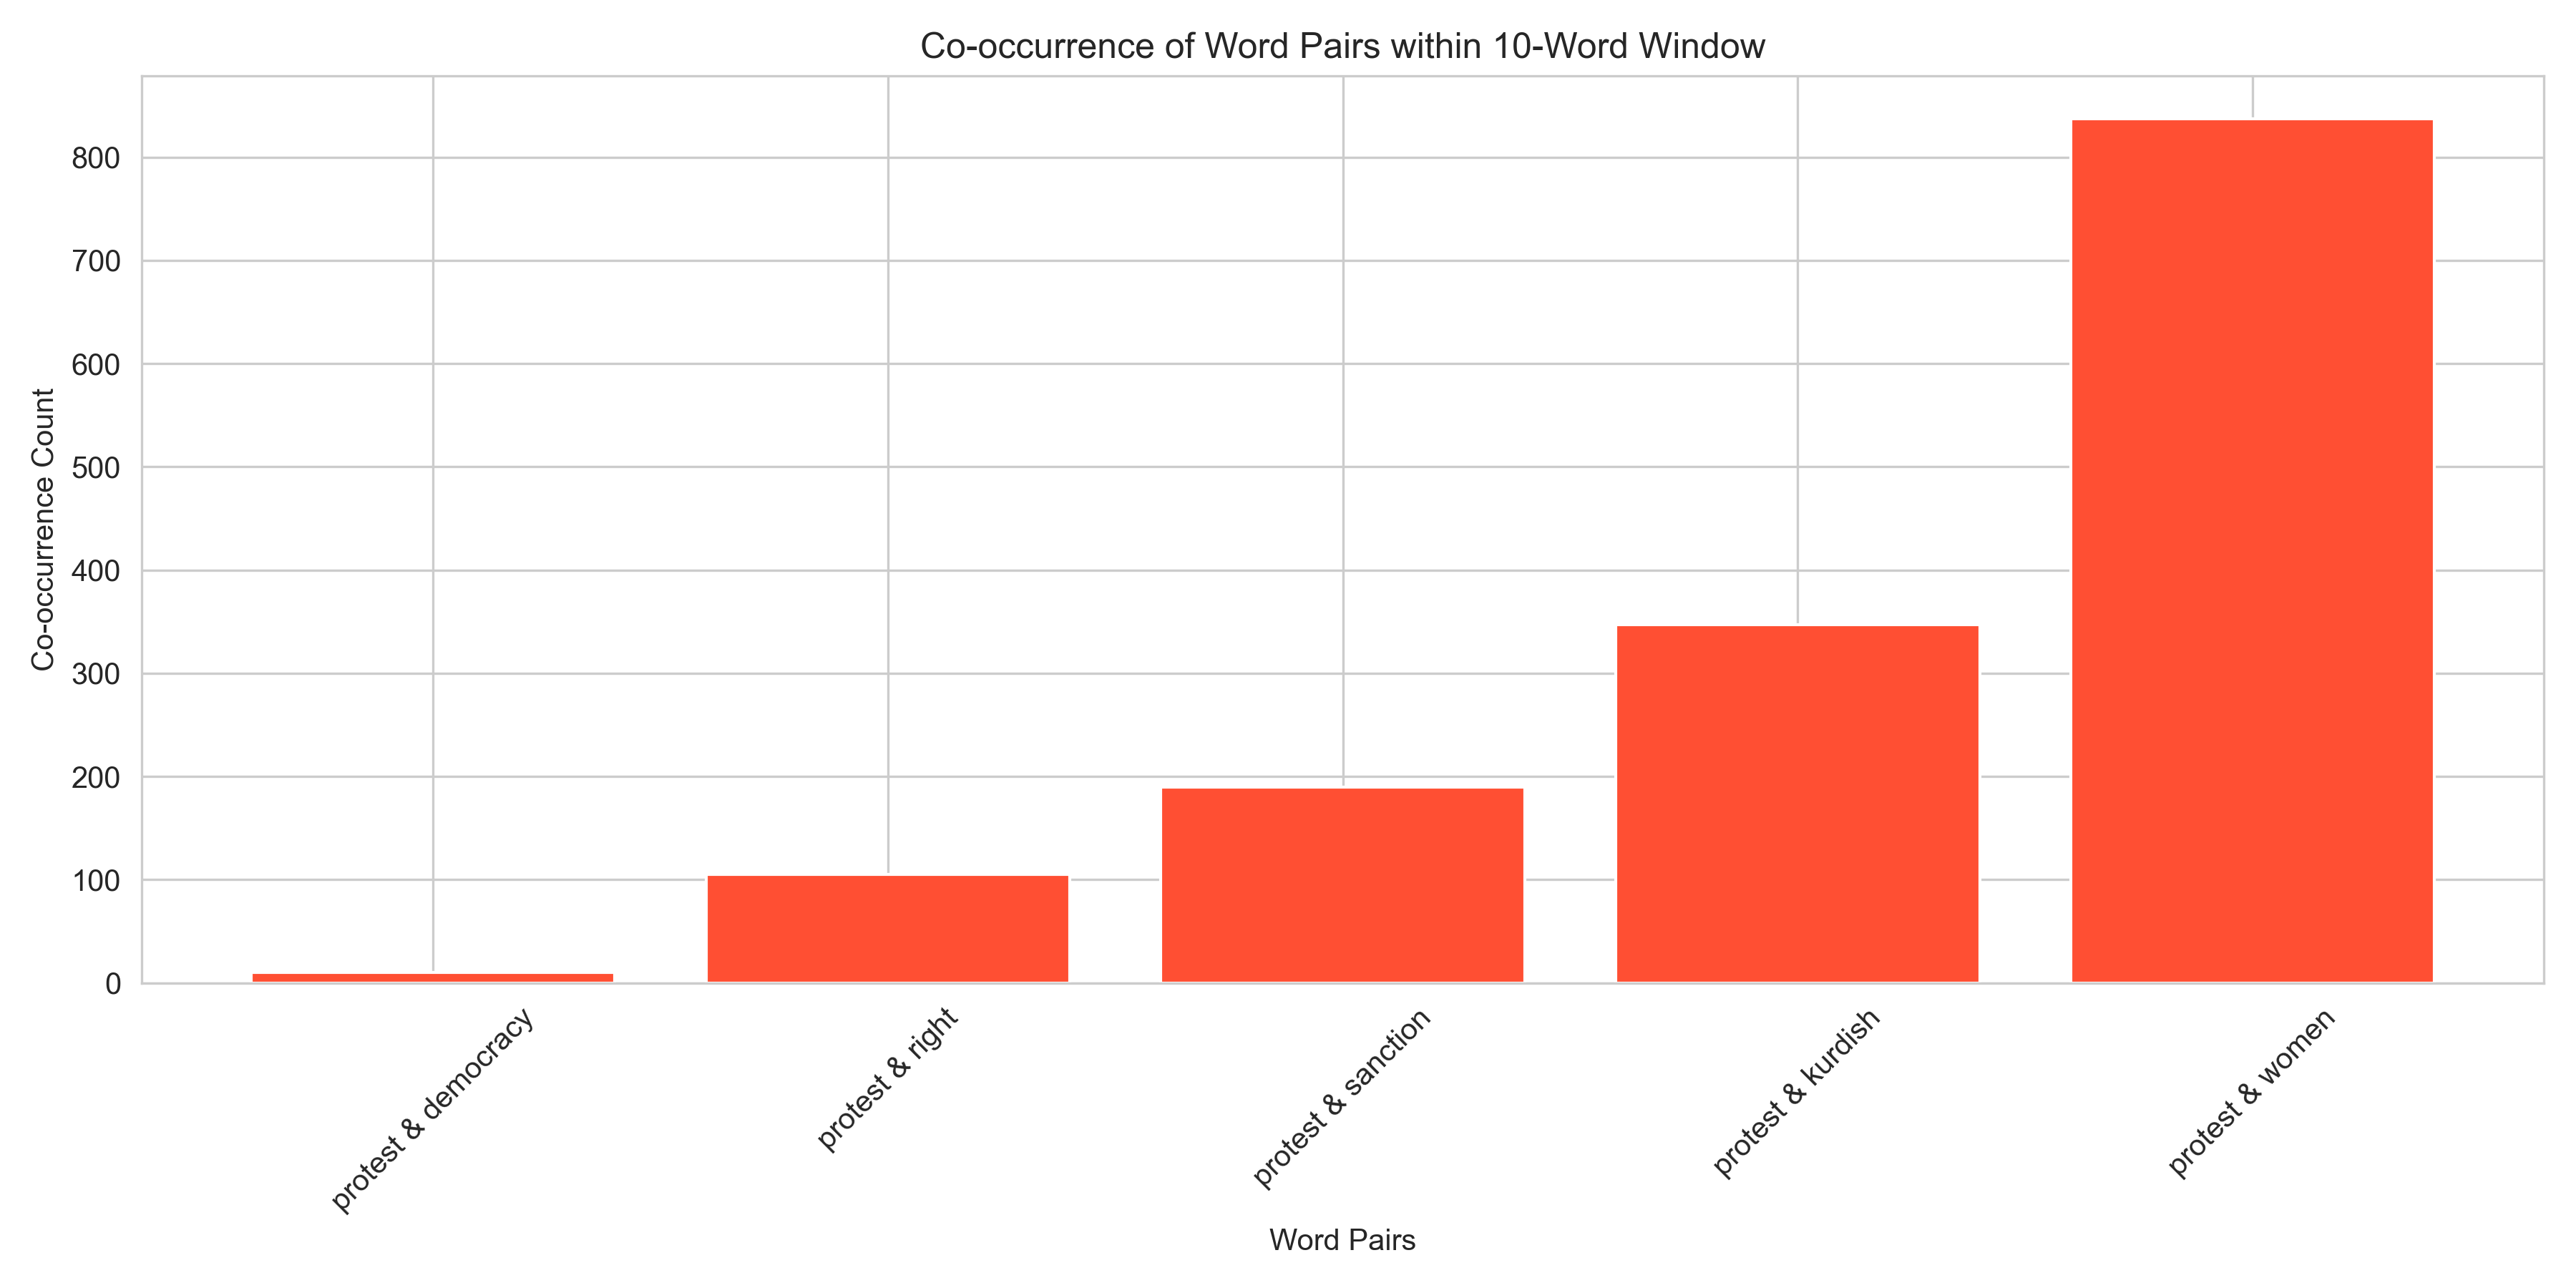 Co-occurrence of Word Pairs within 10-Word Window
Co-occurrence Count
800
700
600
500
400
300
200
100
0
protest & democracy
protest & right
protest & sanction
protest & kurdish
protest & women
Word Pairs